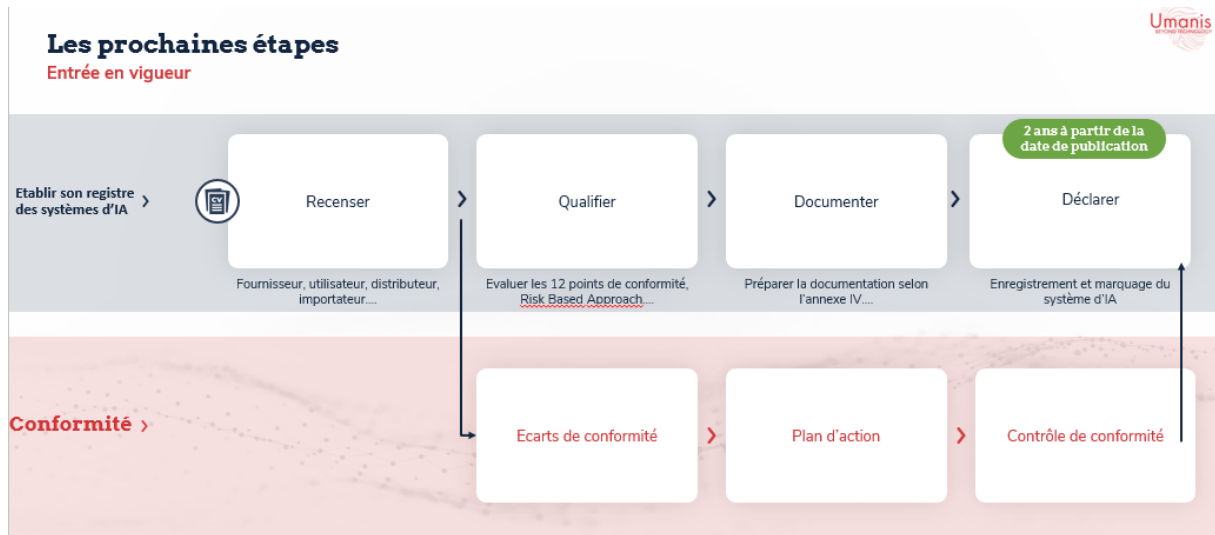 Umanis
BEYOND TECHNOLOGY
Les prochaines étapes
Entrée en vigueur
2 ans à partir de la
date de publication
Etablir son registre
des systèmes d'IA
CV
Recenser
Qualifier
Documenter
Déclarer
Fournisseur, utilisateur, distributeur,
importateur....
Evaluer les 12 points de conformité,
Risk Based Approach....
Préparer la documentation selon
l'annexe IV....
Enregistrement et marquage du
système d'IA
Conformité
Ecarts de conformité
Plan d'action
Contrôle de conformité